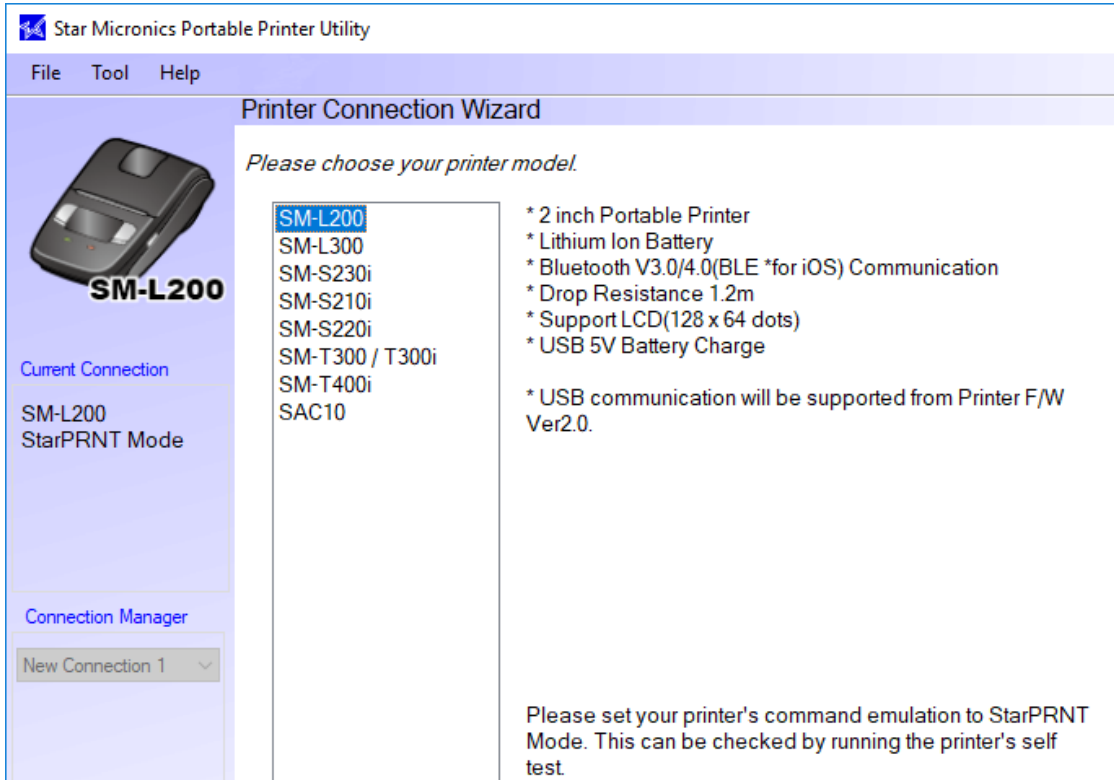 Star Micronics Portable Printer Utility
File Tool Help
Printer Connection Wizard
Please choose your printer model.
SM-L200
Current Connection
SM-L200
StarPRNT Mode
Connection Manager
New Connection 1
SM-L200
SM-L300
SM-S230i
SM-S210i
SM-S220i
SM-T300 / T300i
SM-T400i
SAC10
* 2 inch Portable Printer
* Lithium Ion Battery
* Bluetooth V3.0/4.0(BLE *for iOS) Communication
* Drop Resistance 1.2m
* Support LCD(128 x 64 dots)
* USB 5V Battery Charge
* USB communication will be supported from Printer F/W
Ver2.0.
Please set your printer's command emulation to StarPRNT
Mode. This can be checked by running the printer's self
test.